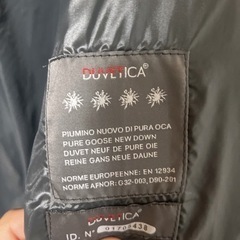 DUVETICA®
PIUMINO NUOVO DI PURA OCA
PURE GOOSE NEW DOWN
DUVET NEUF DE PURE OIE
REINE GANS NEUE DAUNE
NORME EUROPEENNE: EN 12934
NORME AFNOR: G32-003, D90-201
DUVETICA®
ID. N°